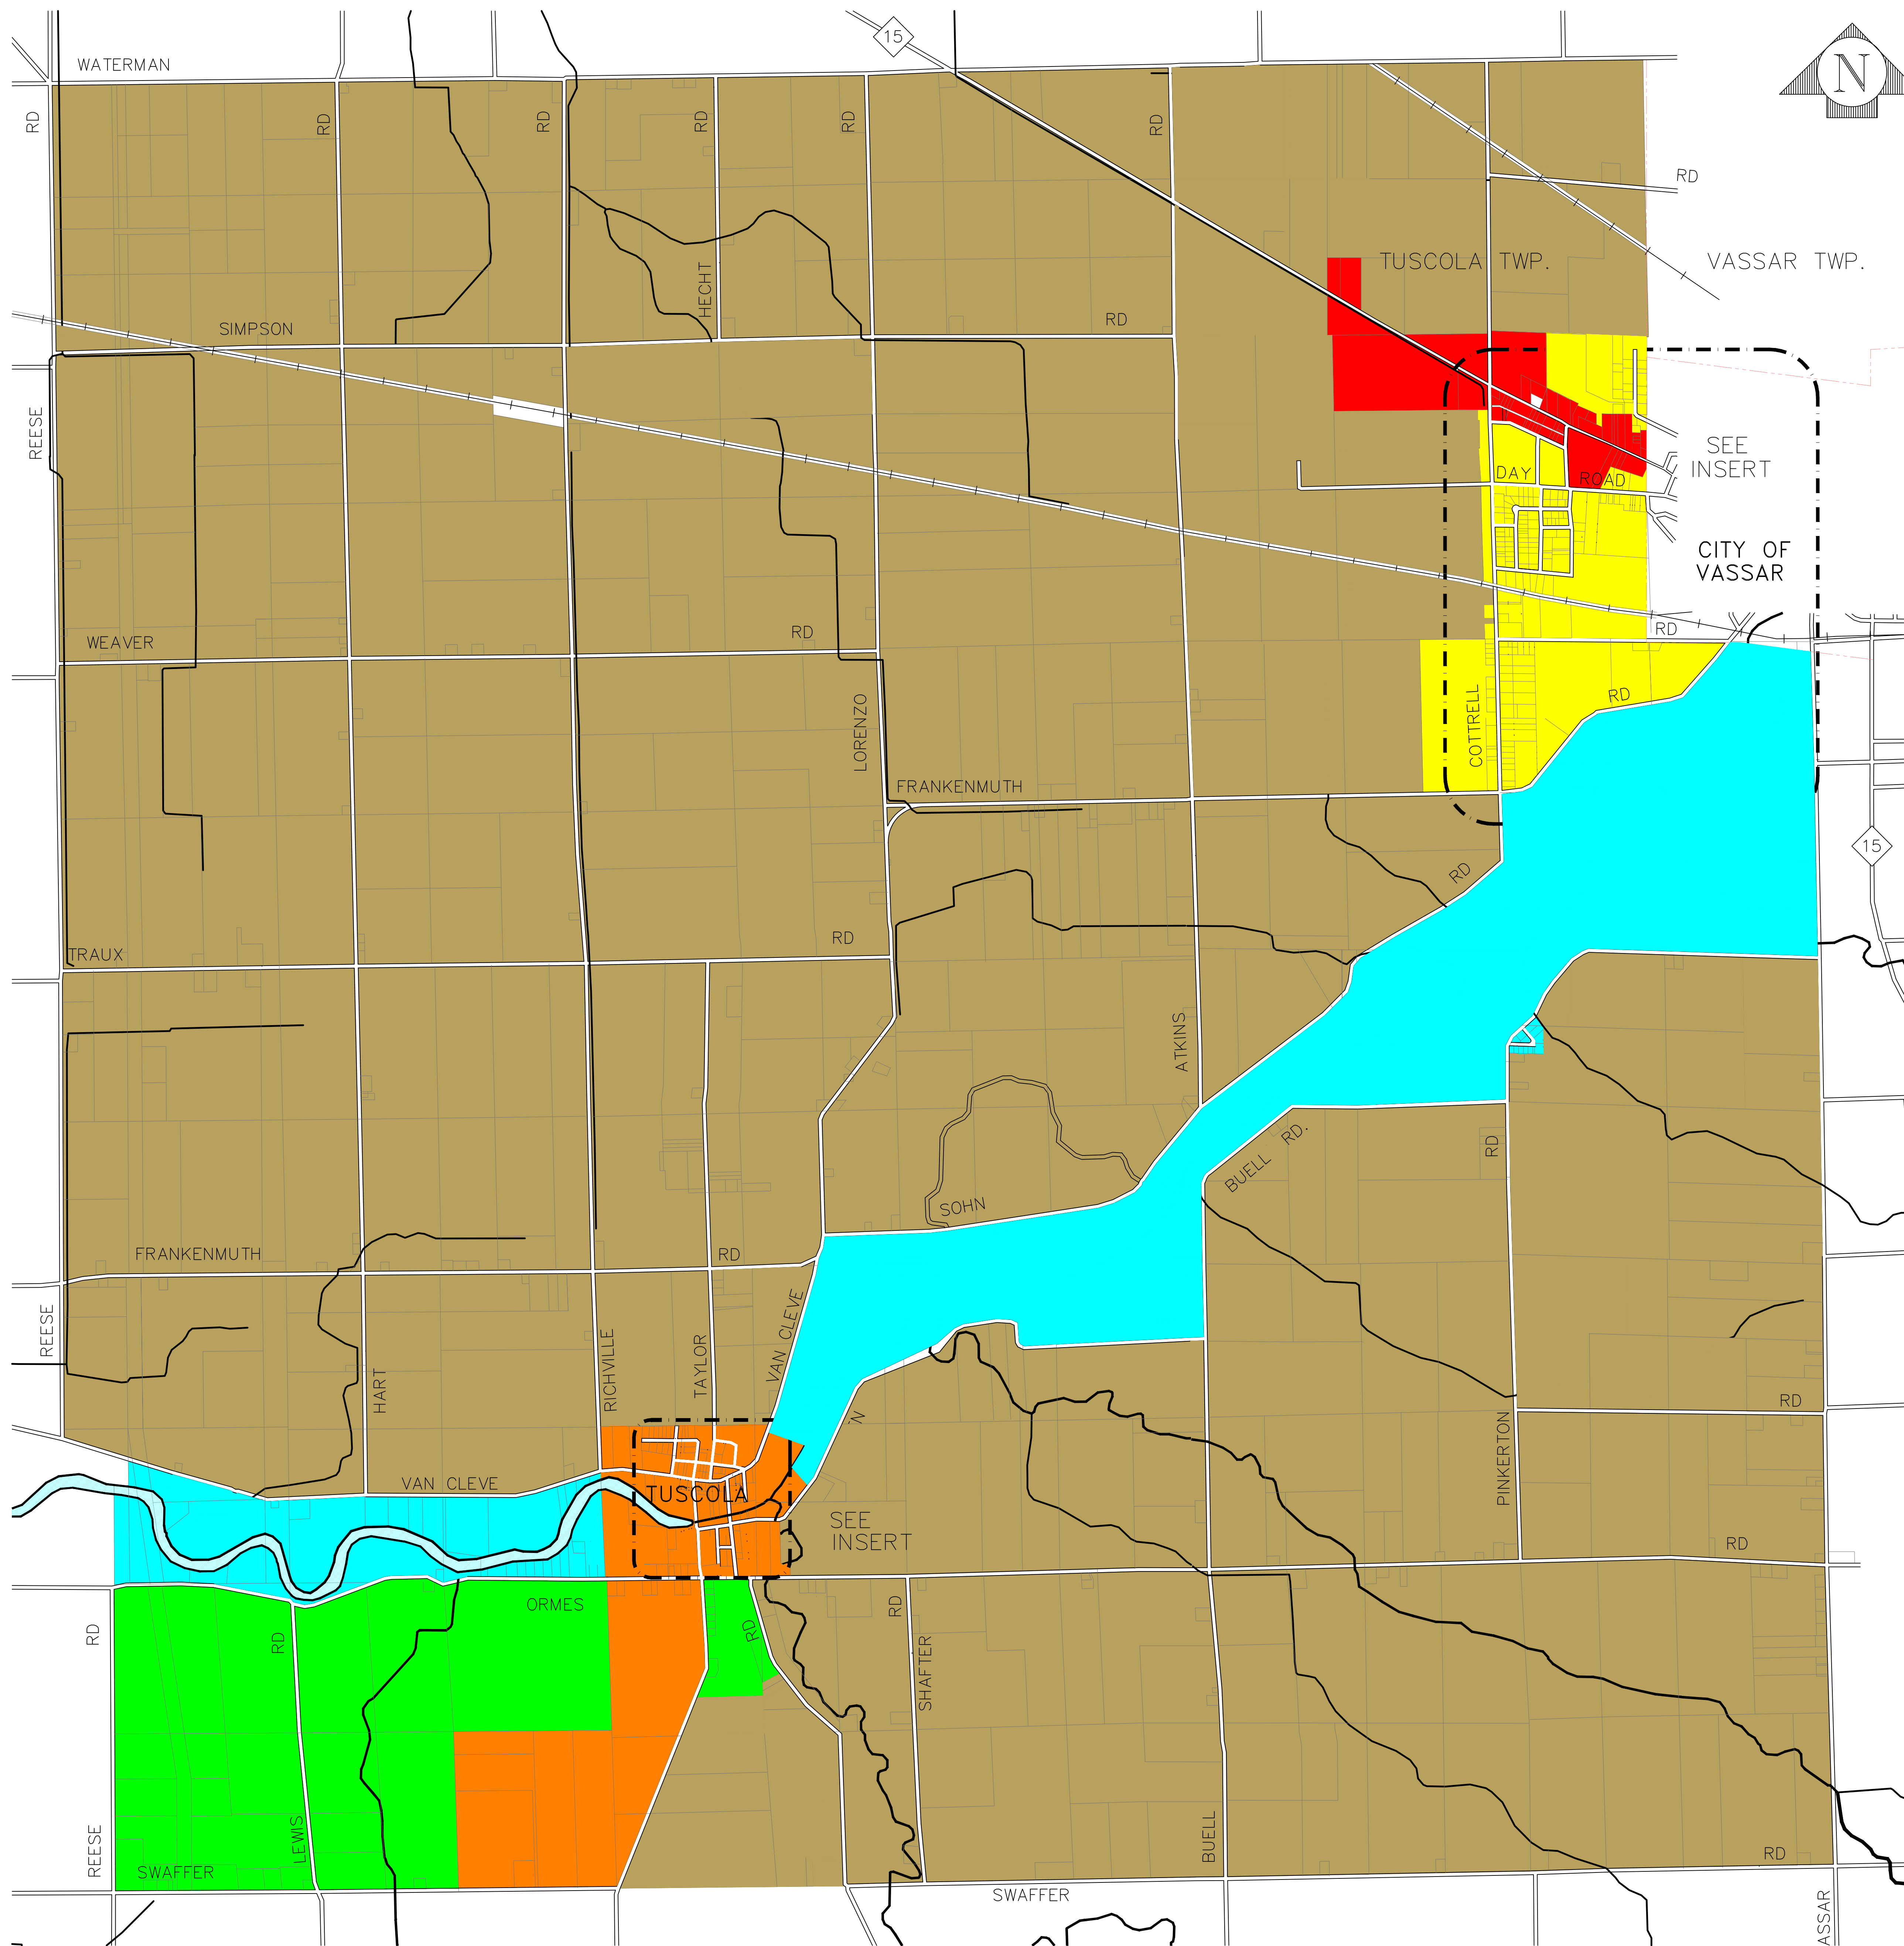 15
WATERMAN
N
RD
RD
RD
RD
RD
RD
RD
TUSCOLA TWP.
VASSAR TWP.
HECHT
SIMPSON
RD
REESE
SEE
INSERT
DAY
ROAD
CITY OF
VASSAR
WEAVER
RD
RD
RD
LORENZO
COTTRELL
FRANKENMUTH
15
RD
TRAUX
RD
ATKINS
BUELL RD.
RD
SOHN
FRANKENMUTH
RD
REESE
VAN CLEVE
HART
RICHVILLE
TAYLOR
N.
RD
PINKERTON
VAN CLEVE
TUSCOLA
SEE
INSERT
RD
ORMES
RD
RD
RD
RD
SHAFTER
REESE
LEWIS
BUELL
RD
SWAFFER
SWAFFER
ASSAR